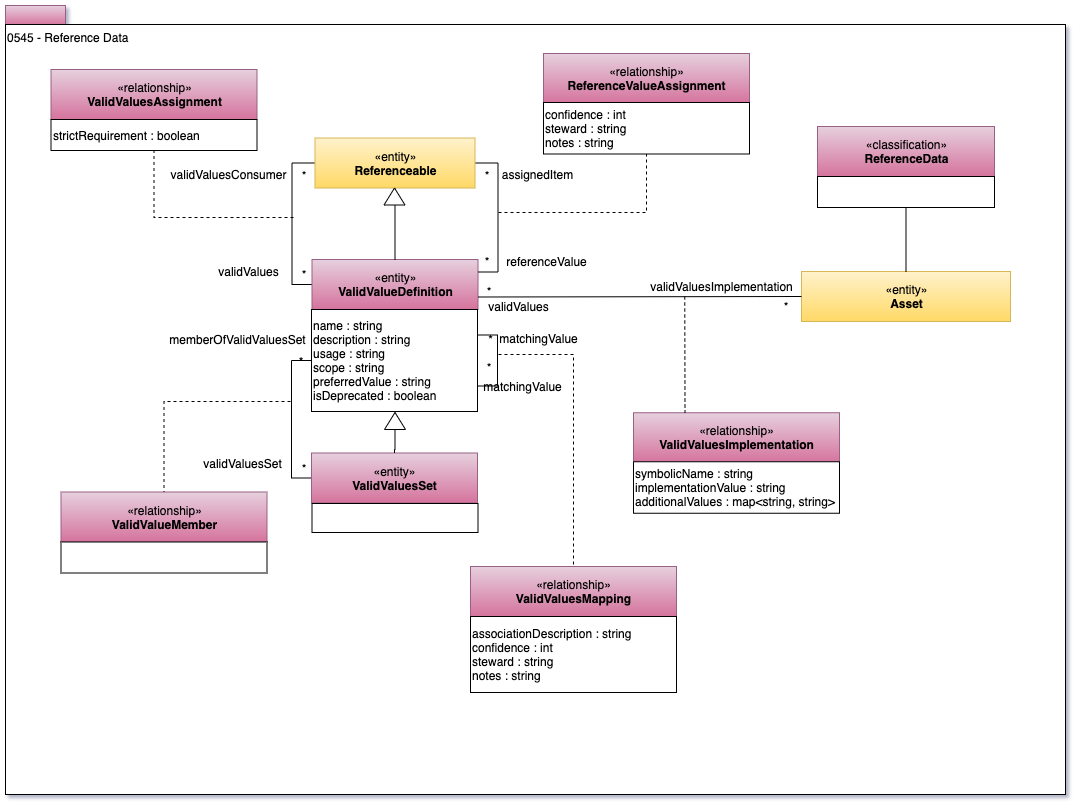 0545 - Reference Data
«relationship»
ValidValuesAssignment
strictRequirement : boolean
«relationship»
ReferenceValueAssignment
confidence : int
steward : string
notes : string
«classification»
ReferenceData
«entity»
Referenceable
validValuesConsumer
*
*
assignedItem
validValues
*
*
referenceValue
«entity»
ValidValueDefinition
name : string
description : string
usage : string
scope : string
preferredValue : string
isDeprecated : boolean
*
validValues
validValuesImplementation
*
«entity»
Asset
memberOfValidValuesSet
*
* matchingValue
*
matchingValue
validValuesSet
*
«entity»
ValidValuesSet
«relationship»
ValidValuesImplementation
symbolicName : string
implementationValue : string
additionalValues : map<string, string>
«relationship»
ValidValueMember
«relationship»
ValidValuesMapping
associationDescription : string
confidence : int
steward : string
notes : string